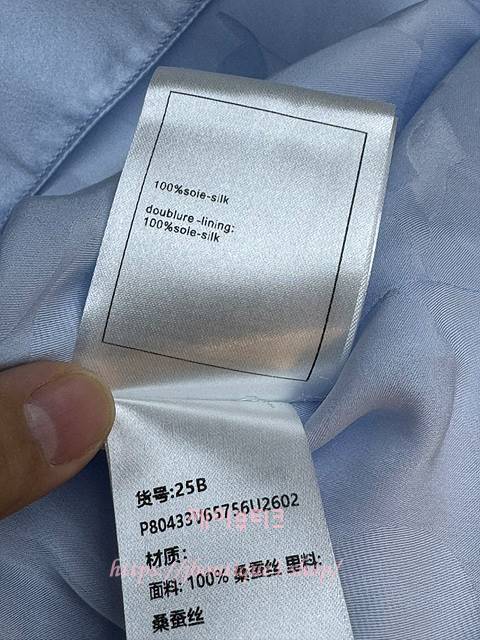 100%soie-silk
doublure-lining:
100%soie-silk
货号:25B
P80433V65756U2602
材质:
面料: 100% 桑蚕丝 里料:
桑蚕丝